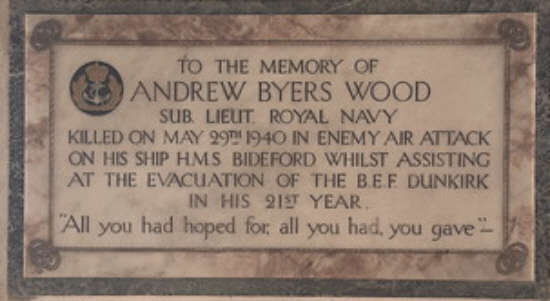 TO THE MEMORY OF
ANDREW BYERS WOOD
SUB. LIEUT. ROYAL NAVY
KILLED ON MAY 29TH 1940 IN ENEMY AIR ATTACK
ON HIS SHIP H.M.S. BIDEFORD WHILST ASSISTING
AT THE EVACUATION OF THE B.E.F. DUNKIRK
IN HIS 21ST YEAR.
"All you had hoped for, all you had, you gave"–